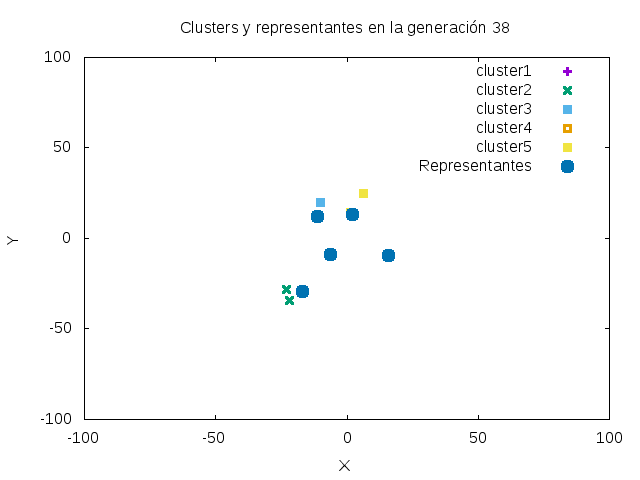 Clusters y representantes en la generación 38
100
50
0
-50
-100
-100 -50 0 50 100
X
Y
cluster1
cluster2
cluster3
cluster4
cluster5
Representantes